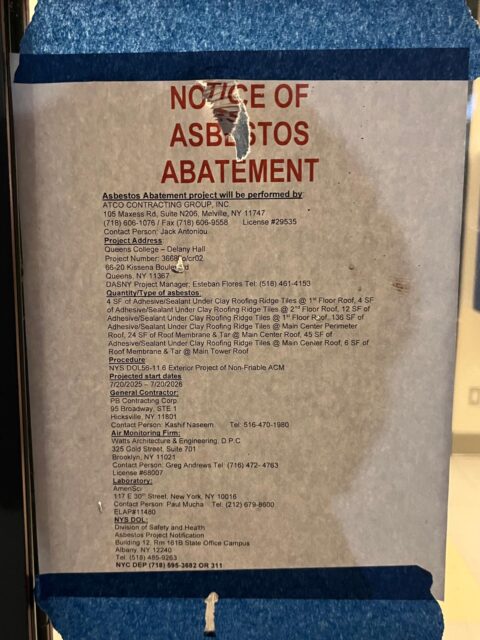 NOTICE OF
ASBESTOS
ABATEMENT
Asbestos Abatement project will be performed by:
ATCO CONTRACTING GROUP, INC.
105 Maxess Rd, Suite N206, Melville, NY 11747
(718) 606-1076 / Fax (718) 606-9558 License #29535
Contact Person: Jack Antoniou
Project Address:
Queens College – Delany Hall
Project Number:
66-20 Kissena Boulevard
Queens, NY 11367
DASNY Project Manager: Esteban Flores Tel: (518) 461-4153
Quantity/Type of asbestos:
4 SF of Adhesive/Sealant Under Clay Roofing Ridge Tiles @ 1st Floor Roof, 4 SF
of Adhesive/Sealant Under Clay Roofing Ridge Tiles @ 2nd Floor Roof, 12 SF of
Adhesive/Sealant Under Clay Roofing Ridge Tiles @ 1st Floor Roof, 136 SF of
Adhesive/Sealant Under Clay Roofing Ridge Tiles @ Main Center Perimeter
Roof, 24 SF of Roof Membrane & Tar @ Main Center Roof, 45 SF of
Adhesive/Sealant Under Clay Roofing Ridge Tiles @ Main Center Roof, 6 SF of
Roof Membrane & Tar @ Main Tower Roof
Procedure
NYS DOL56-11.6 Exterior Project of Non-Friable ACM
Projected start dates
7/20/2025 – 7/20/2026
General Contractor:
PB Contracting Corp.
95 Broadway, STE 1
Hicksville, NY 11801
Contact Person: Kashif Naseem Tel: 516-470-1980
Air Monitoring Firm:
Watts Architecture & Engineering, D.P.C
325 Gold Street, Suite 701
Brooklyn, NY 11021
Contact Person: Greg Andrews Tel: (716) 472- 4763
License #68007
Laboratory:
AmeriSci
117 E 30th Street, New York, NY 10016
Contact Person: Paul Mucha Tel: (212) 679-8600
ELAP#11480
NYS DOL:
Division of Safety and Health
Asbestos Project Notification
Building 12, Rm 161B State Office Campus
Albany, NY 12240
Tel. (518) 485-9263
NYC DEP (718) 595-3682 OR 311